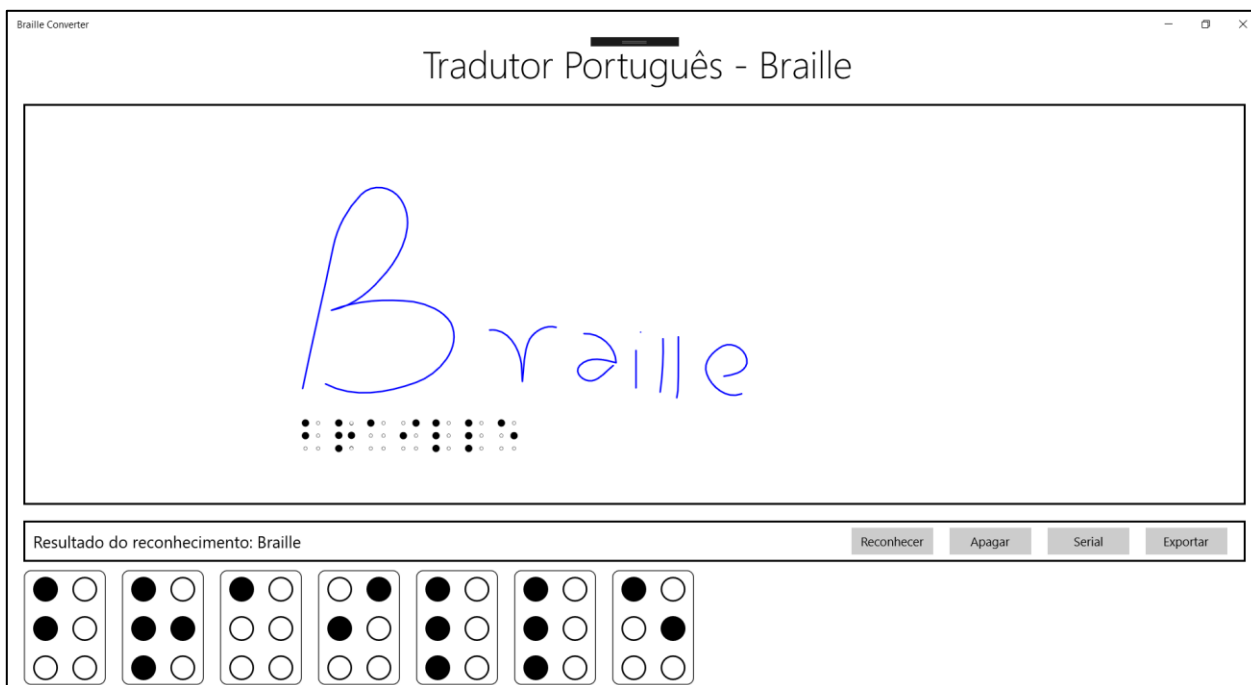 Braille Converter
Tradutor Português - Braille
Braille
⠃⠗⠁⠊⠇⠇⠑
Resultado do reconhecimento: Braille
Reconhecer Apagar Serial Exportar
⠃⠗⠁⠊⠇⠇⠑